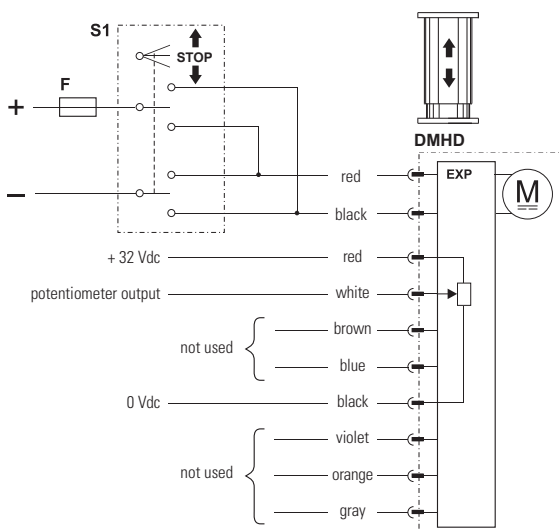 S1
STOP
F
+
−
DMHD
red
EXP
M
black
+ 32 Vdc
red
potentiometer output
white
not used
brown
blue
0 Vdc
black
not used
violet
orange
gray